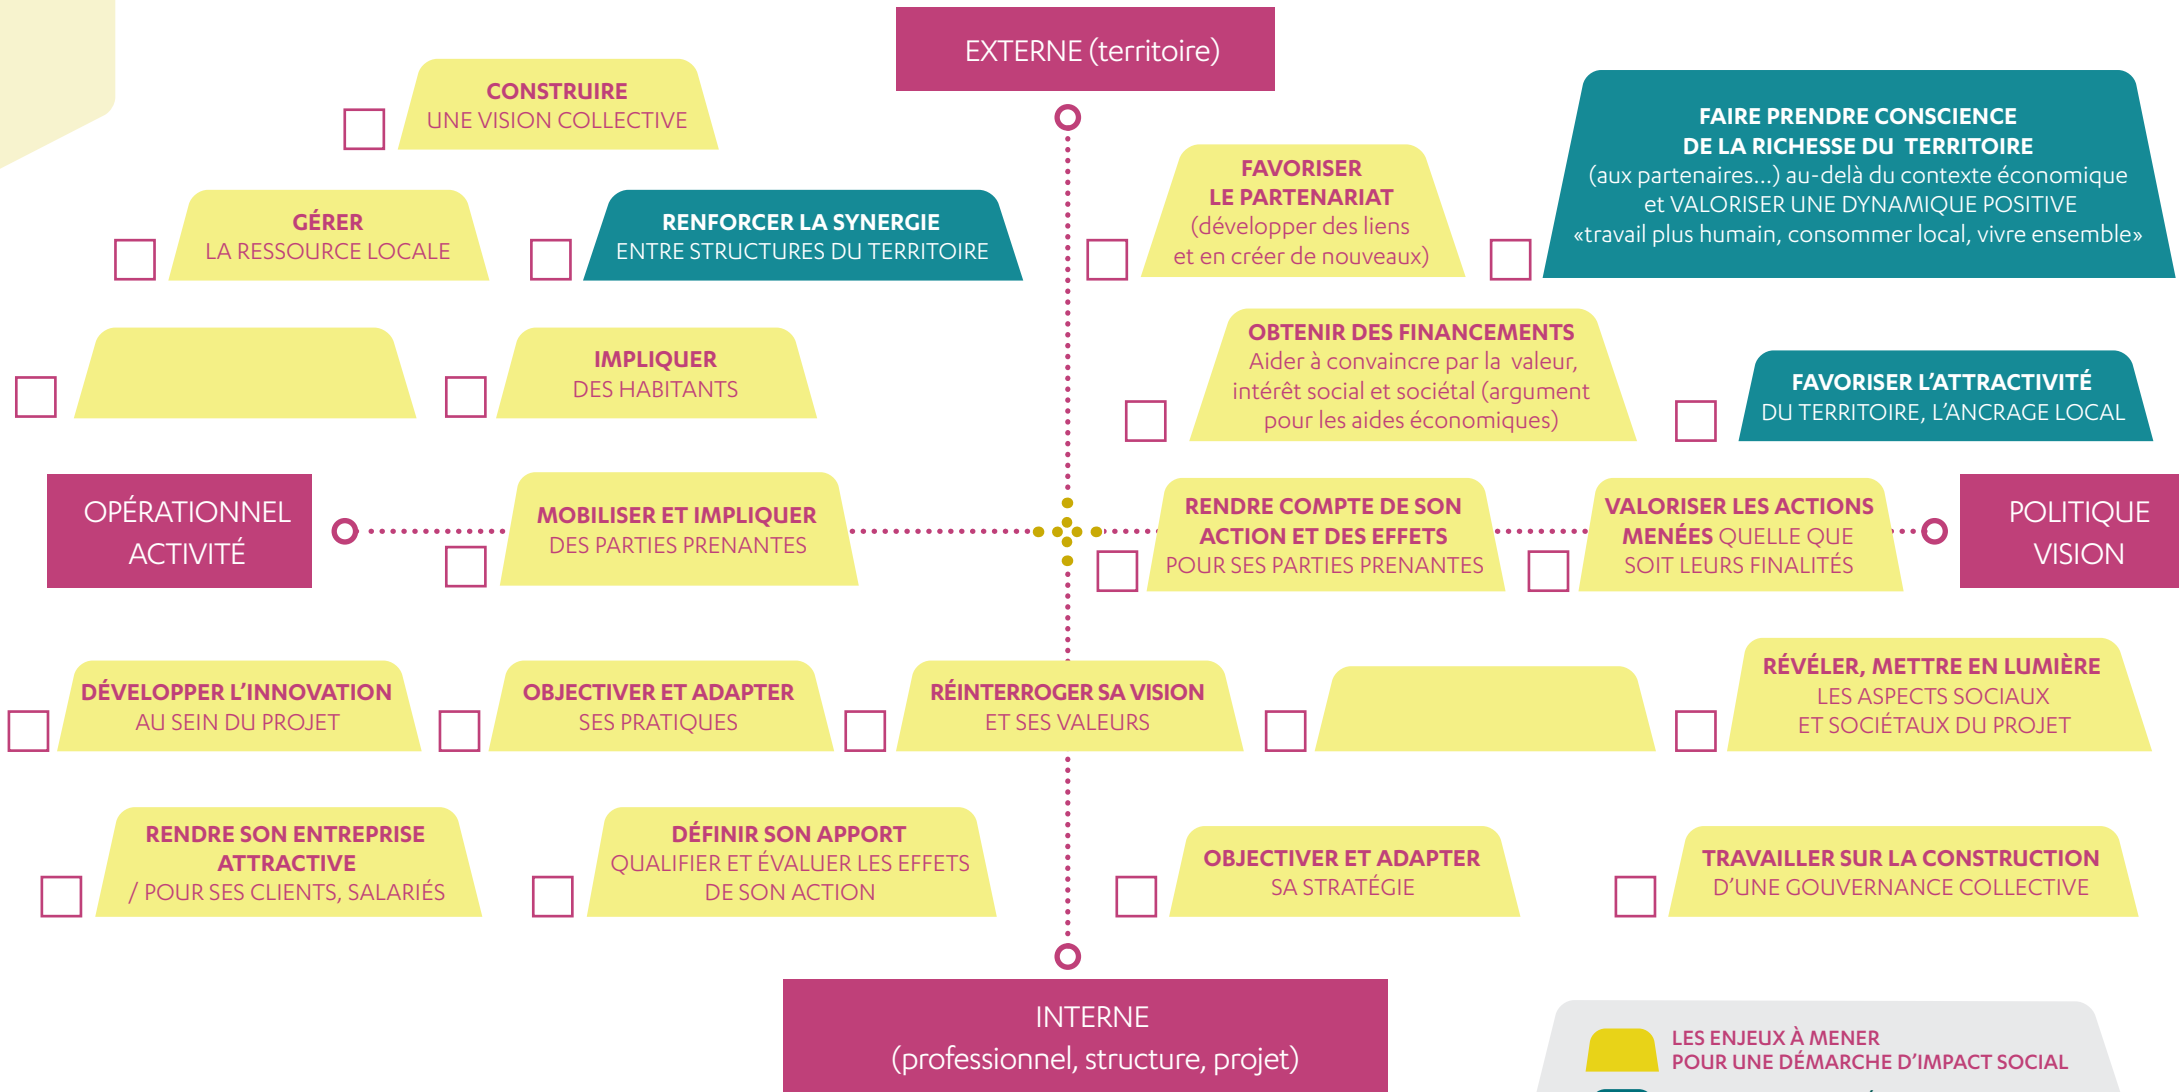 EXTERNE (territoire)
CONSTRUIRE
UNE VISION COLLECTIVE
FAIRE PRENDRE CONSCIENCE
DE LA RICHESSE DU TERRITOIRE
(aux partenaires...) au-delà du contexte économique
et VALORISER UNE DYNAMIQUE POSITIVE
«travail plus humain, consommer local, vivre ensemble»
FAVORISER
LE PARTENARIAT
(développer des liens
et en créer de nouveaux)
GÉRER
LA RESSOURCE LOCALE
RENFORCER LA SYNERGIE
ENTRE STRUCTURES DU TERRITOIRE
OBTENIR DES FINANCEMENTS
Aider à convaincre par la valeur,
intérêt social et sociétal (argument
pour les aides économiques)
IMPLIQUER
DES HABITANTS
FAVORISER L'ATTRACTIVITÉ
DU TERRITOIRE, L'ANCRAGE LOCAL
OPÉRATIONNEL
ACTIVITÉ
MOBILISER ET IMPLIQUER
DES PARTIES PRENANTES
RENDRE COMPTE DE SON
ACTION ET DES EFFETS
POUR SES PARTIES PRENANTES
VALORISER LES ACTIONS
MENÉES QUELLE QUE
SOIT LEURS FINALITÉS
POLITIQUE
VISION
DÉVELOPPER L'INNOVATION
AU SEIN DU PROJET
OBJECTIVER ET ADAPTER
SES PRATIQUES
RÉINTERROGER SA VISION
ET SES VALEURS
RÉVÉLER, METTRE EN LUMIÈRE
LES ASPECTS SOCIAUX
ET SOCIÉTAUX DU PROJET
RENDRE SON ENTREPRISE
ATTRACTIVE
/ POUR SES CLIENTS, SALARIÉS
DÉFINIR SON APPORT
QUALIFIER ET ÉVALUER LES EFFETS
DE SON ACTION
OBJECTIVER ET ADAPTER
SA STRATÉGIE
TRAVAILLER SUR LA CONSTRUCTION
D'UNE GOUVERNANCE COLLECTIVE
INTERNE
(professionnel, structure, projet)
LES ENJEUX À MENER
POUR UNE DÉMARCHE D'IMPACT SOCIAL